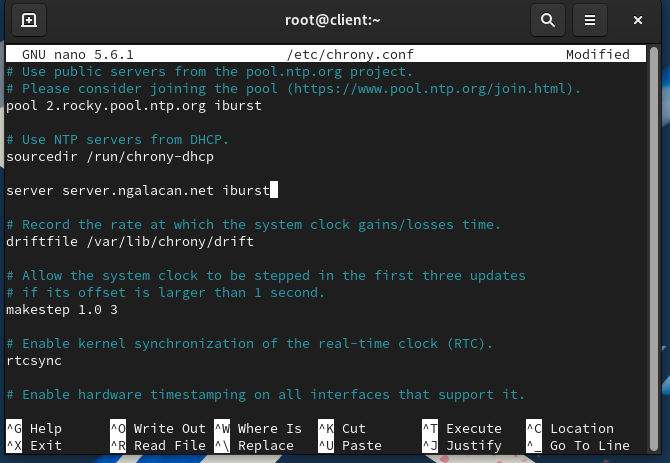 root@client:~
GNU nano 5.6.1 /etc/chrony.conf Modified
# Use public servers from the pool.ntp.org project.
# Please consider joining the pool (https://www.pool.ntp.org/join.html).
pool 2.rocky.pool.ntp.org iburst
# Use NTP servers from DHCP.
sourcedir /run/chrony-dhcp
server server.ngalacan.net iburst
# Record the rate at which the system clock gains/losses time.
driftfile /var/lib/chrony/drift
# Allow the system clock to be stepped in the first three updates
# if its offset is larger than 1 second.
makestep 1.0 3
# Enable kernel synchronization of the real-time clock (RTC).
rtcsync
# Enable hardware timestamping on all interfaces that support it.
^G Help ^O Write Out ^W Where Is ^K Cut ^T Execute ^C Location
^X Exit ^R Read File ^\ Replace ^U Paste ^J Justify ^_ Go To Line